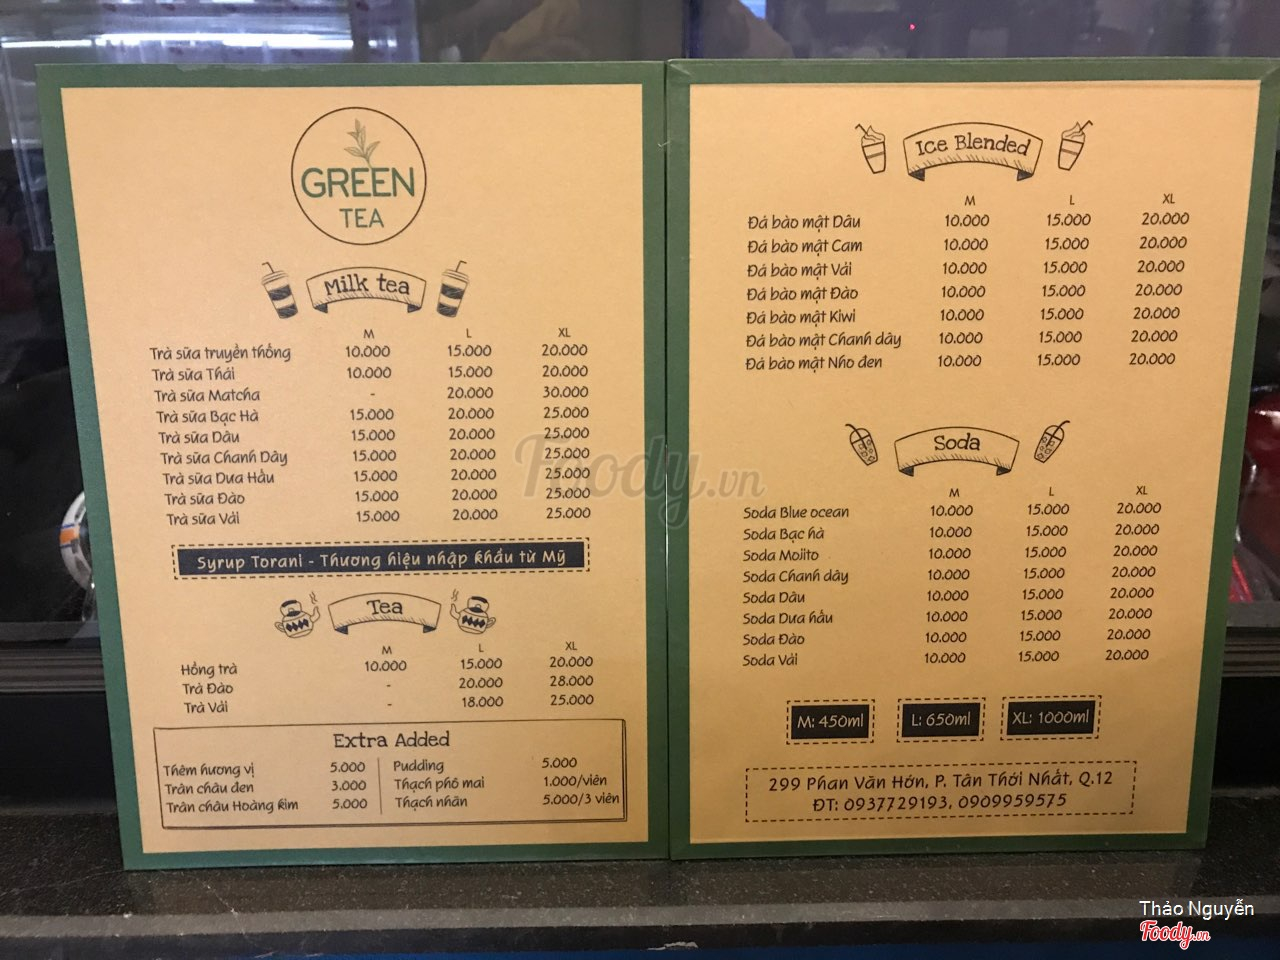 GREEN
TEA
Milk tea
M L XL
Trà sữa truyền thống 10.000 15.000 20.000
Trà sữa Thái 10.000 15.000 20.000
Trà sữa Matcha - 20.000 30.000
Trà sữa Bạc Hà 15.000 20.000 25.000
Trà sữa Dâu 15.000 20.000 25.000
Trà sữa Chanh Dây 15.000 20.000 25.000
Trà sữa Dưa Hấu 15.000 20.000 25.000
Trà sữa Đào 15.000 20.000 25.000
Trà sữa Vải 15.000 20.000 25.000
Syrup Torani - Thương hiệu nhập khẩu từ Mỹ
Tea
M L XL
Hồng trà 10.000 15.000 20.000
Trà Đào - 20.000 28.000
Trà Vải - 18.000 25.000
Extra Added
Thêm hương vị 5.000
Trân châu đen 3.000
Trân châu Hoàng kim 5.000
Pudding 5.000
Thạch phô mai 1.000/viên
Thạch nhãn 5.000/3 viên
Ice Blended
M L XL
Đá bào mật Dâu 10.000 15.000 20.000
Đá bào mật Cam 10.000 15.000 20.000
Đá bào mật Vải 10.000 15.000 20.000
Đá bào mật Đào 10.000 15.000 20.000
Đá bào mật Kiwi 10.000 15.000 20.000
Đá bào mật Chanh dây 10.000 15.000 20.000
Đá bào mật Nho đen 10.000 15.000 20.000
Soda
M L XL
Soda Blue ocean 10.000 15.000 20.000
Soda Bạc hà 10.000 15.000 20.000
Soda Mojito 10.000 15.000 20.000
Soda Chanh dây 10.000 15.000 20.000
Soda Dâu 10.000 15.000 20.000
Soda Dưa hấu 10.000 15.000 20.000
Soda Đào 10.000 15.000 20.000
Soda Vải 10.000 15.000 20.000
M: 450ml L: 650ml XL: 1000ml
299 Phan Văn Hớn, P. Tân Thới Nhất, Q.12
ĐT: 0937729193, 0909959575
Foody.vn
Thảo Nguyễn
Foody.vn